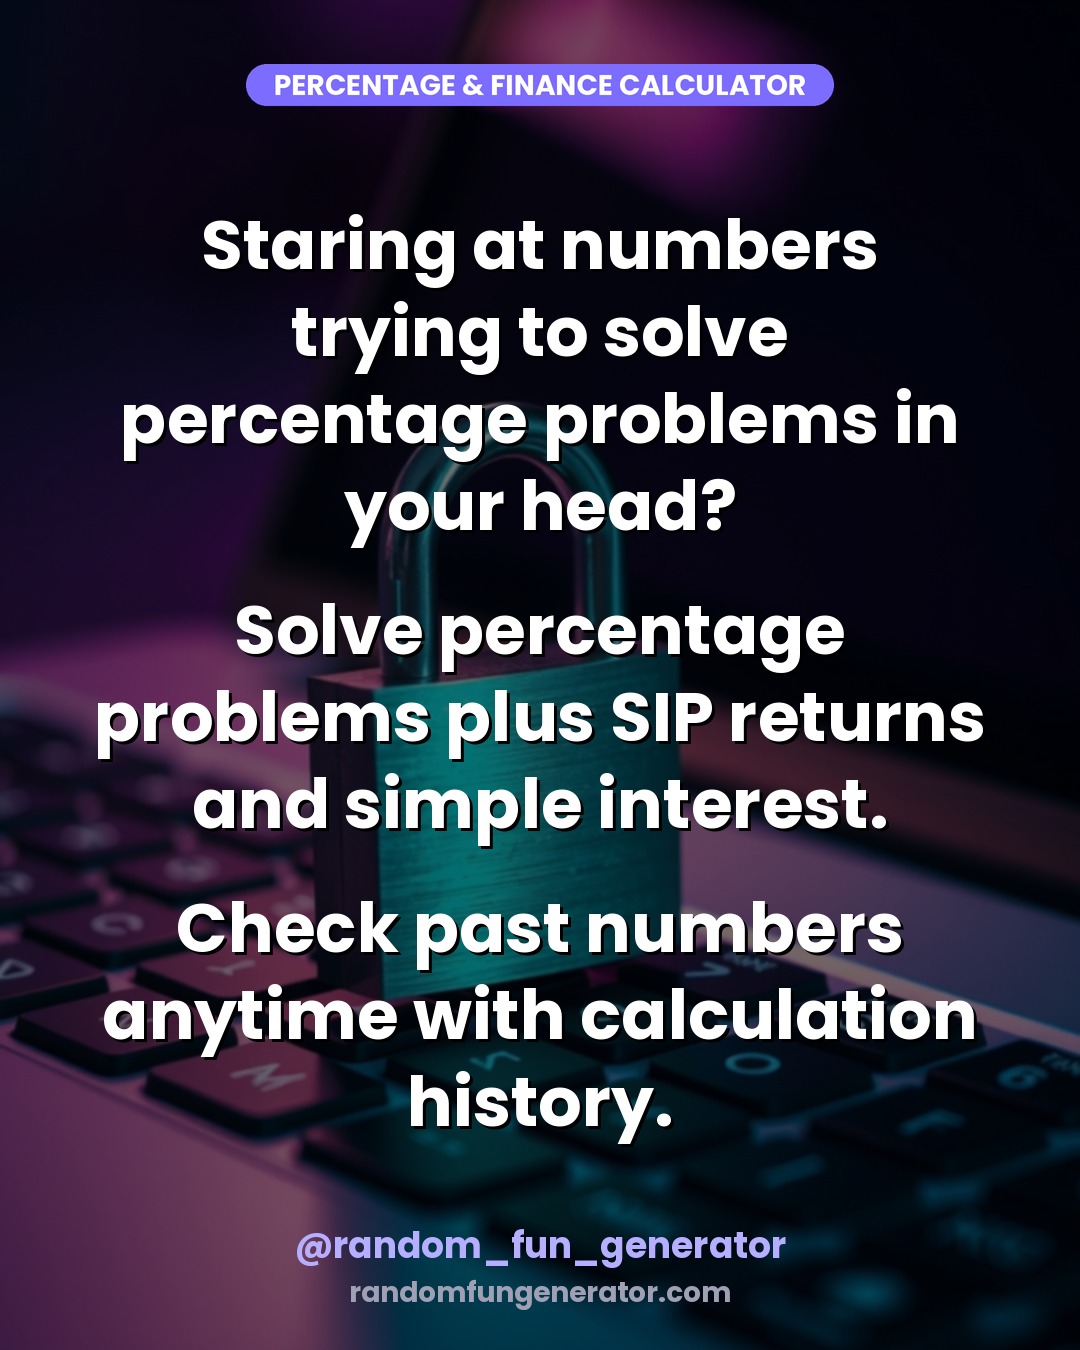 PERCENTAGE & FINANCE CALCULATOR
Staring at numbers
trying to solve
percentage problems in
your head?
Solve percentage
problems plus SIP returns
and simple interest.
Check past numbers
anytime with calculation
history.
@random_fun_generator
randomfungenerator.com